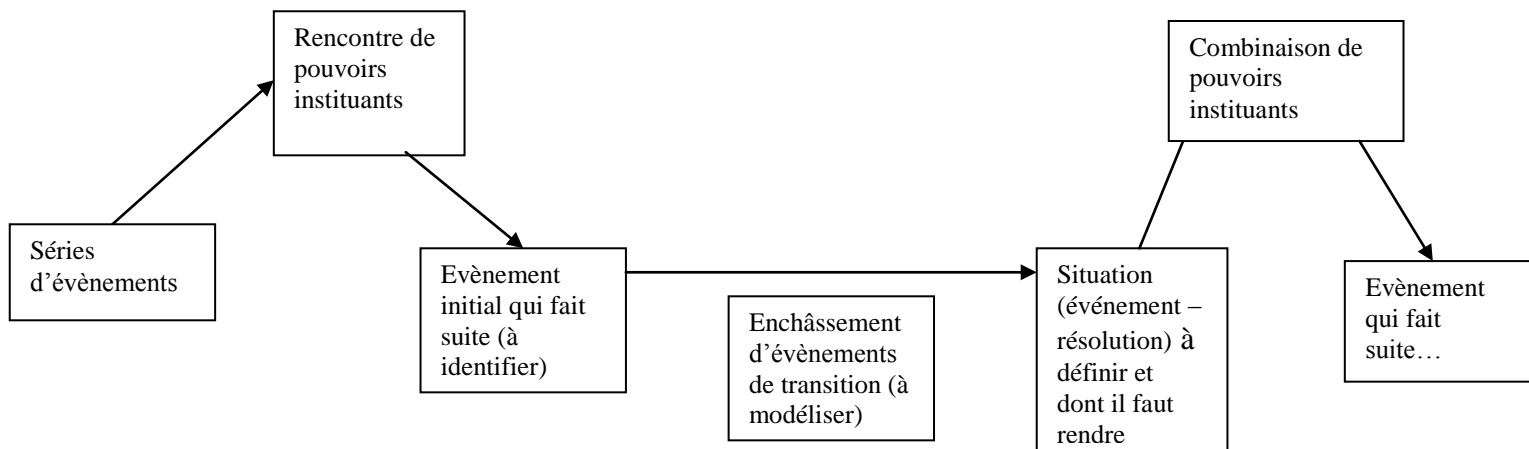 Rencontre de
pouvoirs
instituants
Combinaison de
pouvoirs
instituants
Séries
d’évènements
Evènement
initial qui fait
suite (à
identifier)
Enchâssement
d’évènements
de transition (à
modéliser)
Situation
(événement –
résolution) à
définir et
dont il faut
rendre
Evènement
qui fait
suite…